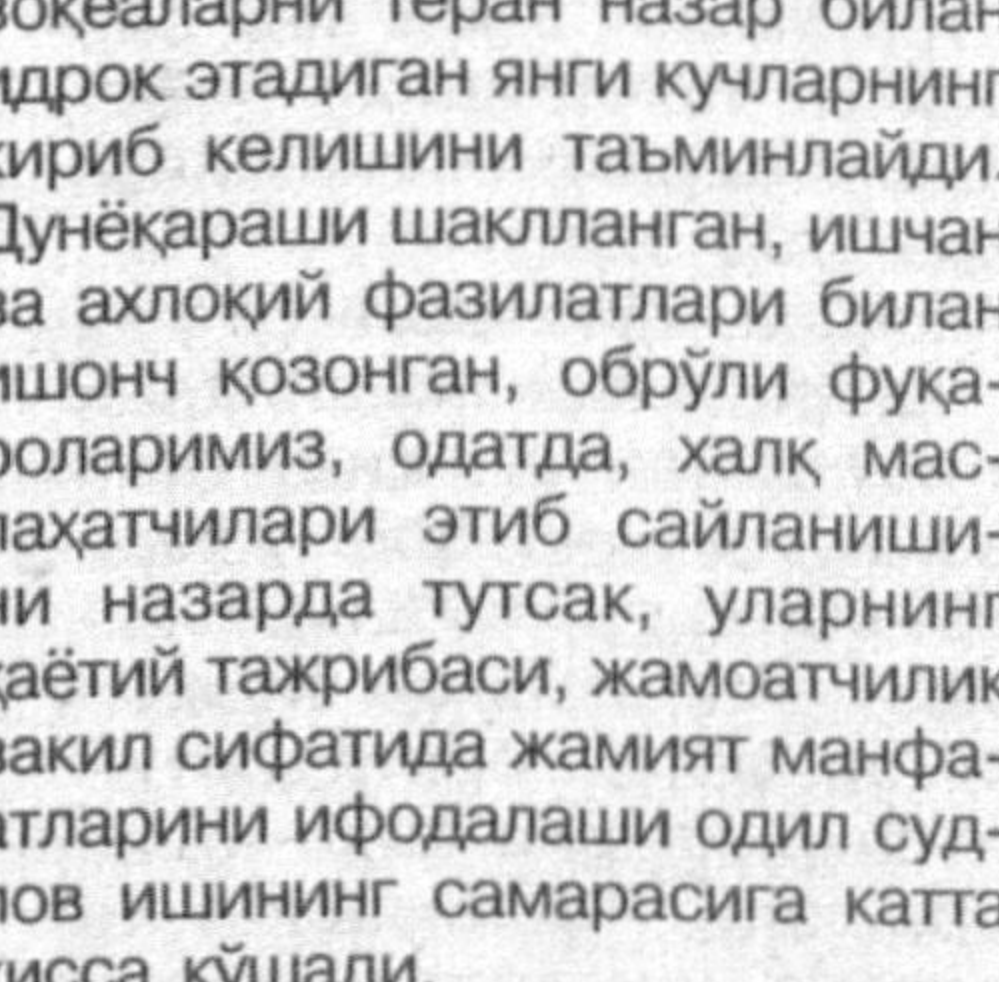 воқеаларни теран назар билан
идрок этадиган янги кучларнинг
кириб келишини таъминлайди.
Дунёқараши шаклланган, ишчан
ва ахлоқий фазилатлари билан
ишонч қозонган, обрўли фуқа-
роларимиз, одатда, халқ мас-
лаҳатчилари этиб сайланиши-
ни назарда тутсак, уларнинг
ҳаётий тажрибаси, жамоатчилик
вакил сифатида жамият манфа-
атларини ифодалаши одил суд-
лов ишининг самарасига катта
ҳисса қўшади.